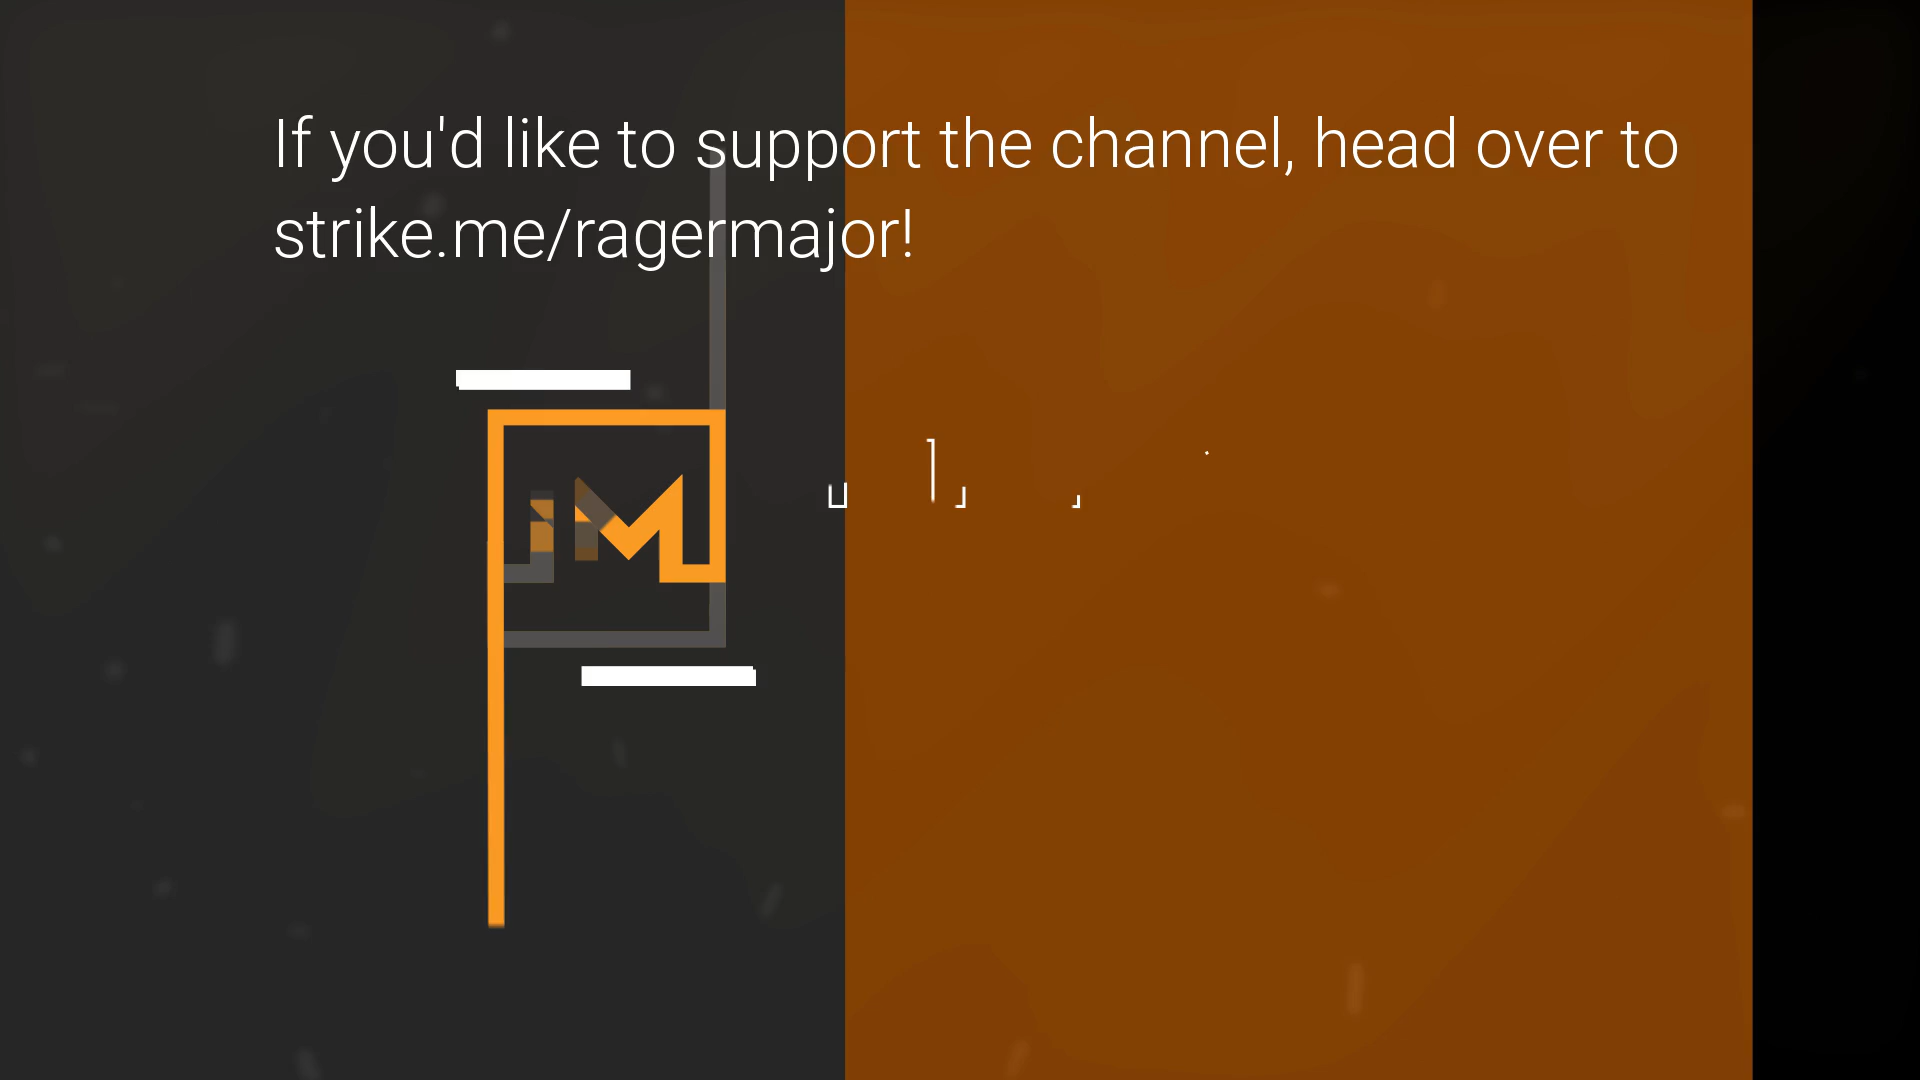 If you'd like to support the channel, head over to
strike.me/ragermajor!